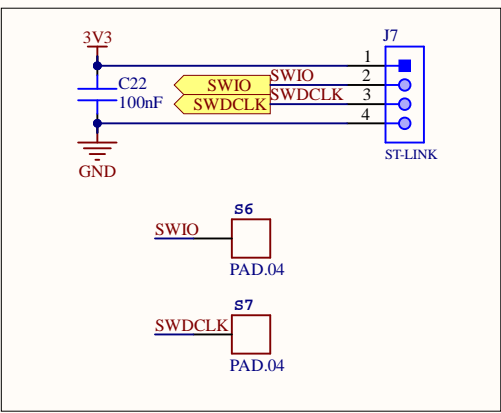 3V3
J7
1
C22
100nF
SWIO
SWIO
2
SWDCLK
SWDCLK
3
4
GND
ST-LINK
S6
SWIO
PAD.04
S7
SWDCLK
PAD.04